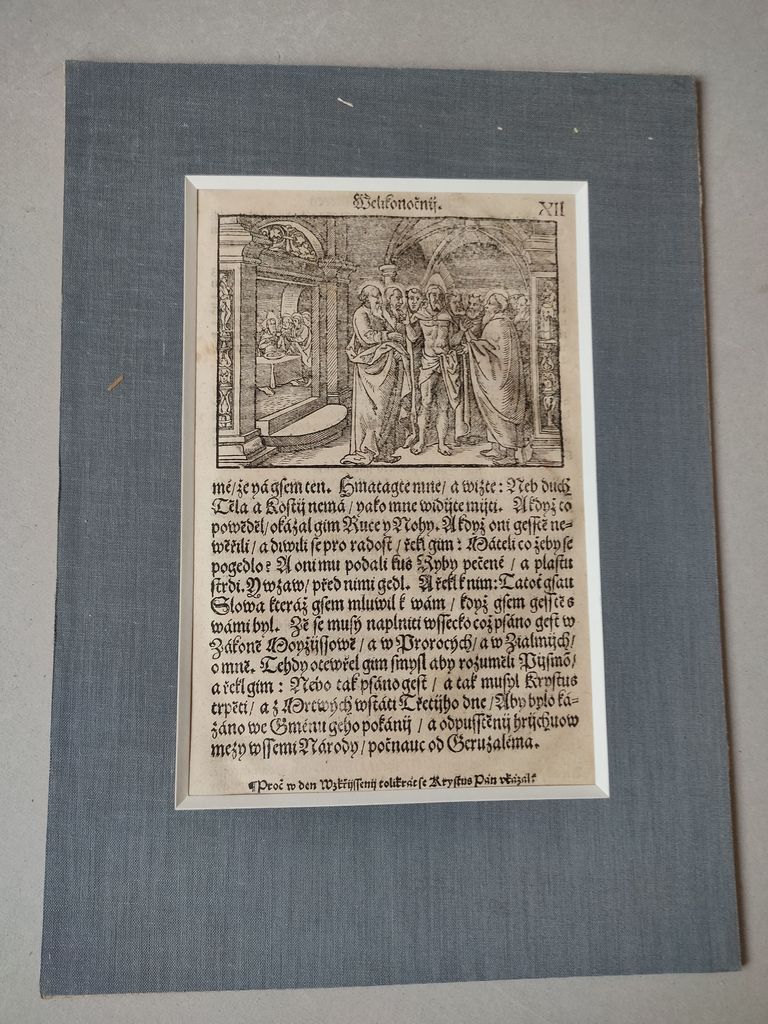 Welikonočnij. XII
mé/ že yá gsem ten. Hmatagte mne/ a wizte: Neb duch
Těla a Kostij nemá / yako mne widijte mijti. A když to
powěděl/ okázal gim Ruce y Nohy. A když oni gesstě ne-
wěřili / a diwili se pro radost / řekl gim: Máteli co žeby se
pogedlo? A oni mu podali kus Ryby pečené / a plást
strdi. Y wzaw/ před nimi gedl. A řekl k nim: Tatoť gsau
Slowa kteráž gsem mluwil k wám / když gsem gesstě s
wámi byl. Že se musý naplniti wssecko což psáno gest w
Zákoně Moyžijssowě / a w Prorocých/ a w Žialmijch/
o mně. Tehdy otewřel gim smysl aby rozuměli Pijsmo/
a řekl gim: Nebo tak psáno gest / a tak musyl Krystus
trpěti / a z Mrtwých wstáti Třetijho dne / Aby bylo ká-
záno we Gménu geho pokánij / a odpusstěnij hřijchuow
mezy wssemi Národy / počnauc od Geruzaléma.
¶ Proč w den Wzkřijssenij tolikrát se Krystus Pán vkázal?